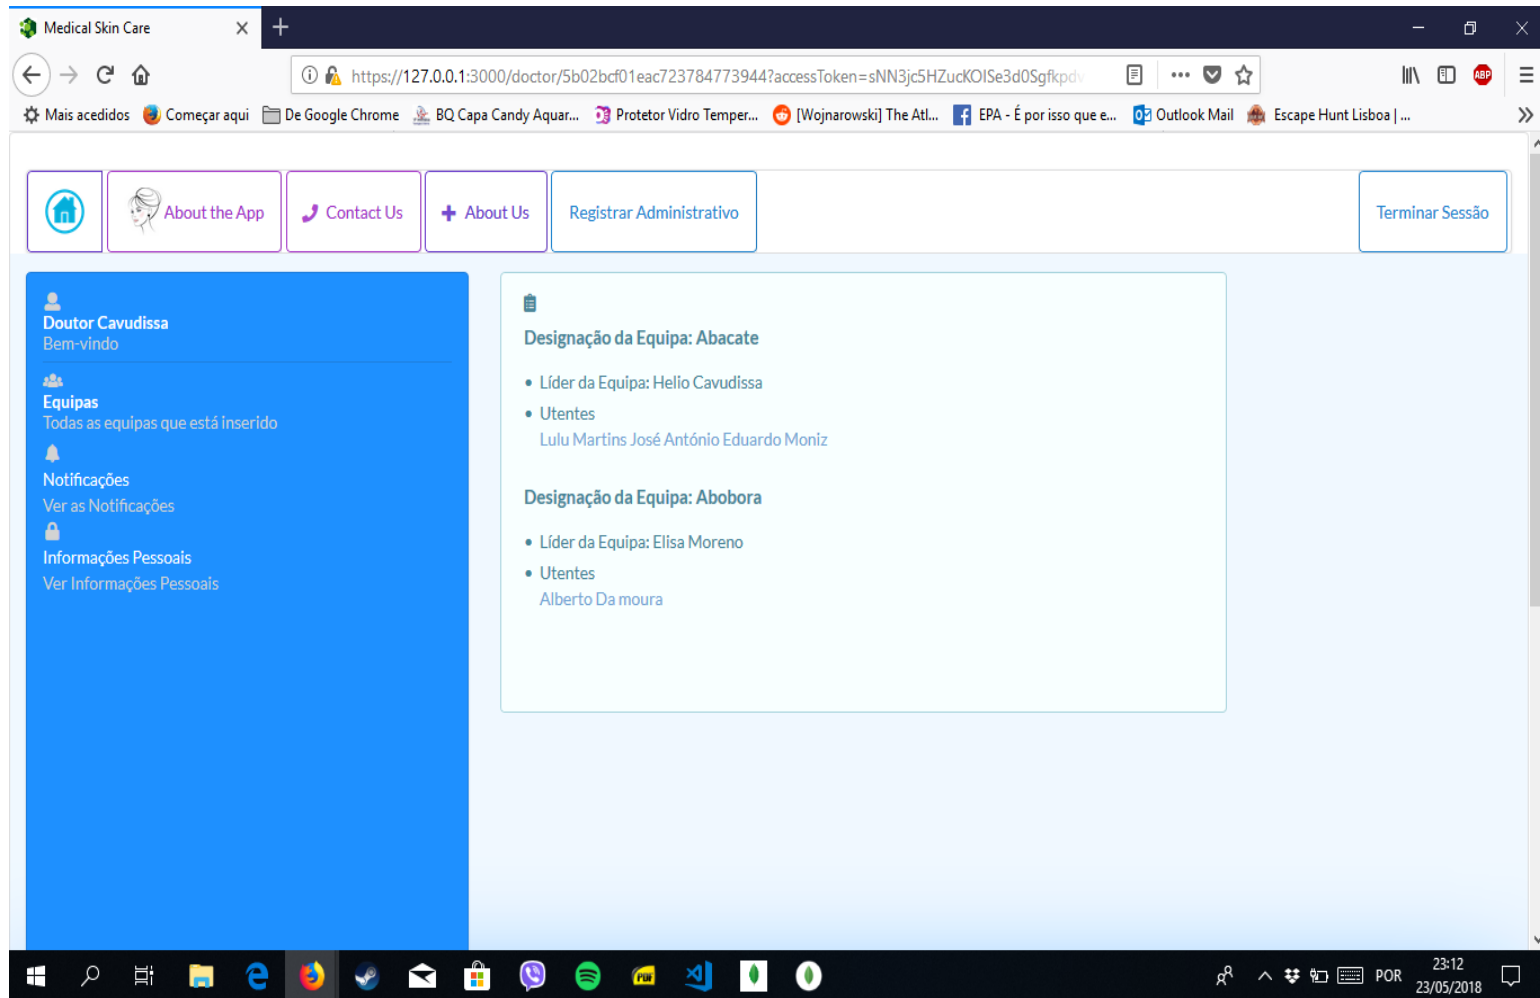 Medical Skin Care
https://127.0.0.1:3000/doctor/5b02bcf01eac723784773944?accessToken=sNN3jc5HZucKOISe3d0Sgfkpdv
Mais acedidos Começar aqui De Google Chrome BQ Capa Candy Aquar... Protetor Vidro Temper... [Wojnarowski] The Atl... EPA - É por isso que e... Outlook Mail Escape Hunt Lisboa | ...
ABP
About the App Contact Us About Us Registrar Administrativo Terminar Sessão
Doutor Cavudissa
Bem-vindo
Equipas
Todas as equipas que está inserido
Notificações
Ver as Notificações
Informações Pessoais
Ver Informações Pessoais
Designação da Equipa: Abacate
• Líder da Equipa: Helio Cavudissa
• Utentes
Lulu Martins José António Eduardo Moniz
Designação da Equipa: Abobora
• Líder da Equipa: Elisa Moreno
• Utentes
Alberto Da moura
PDF
POR
23:12
23/05/2018